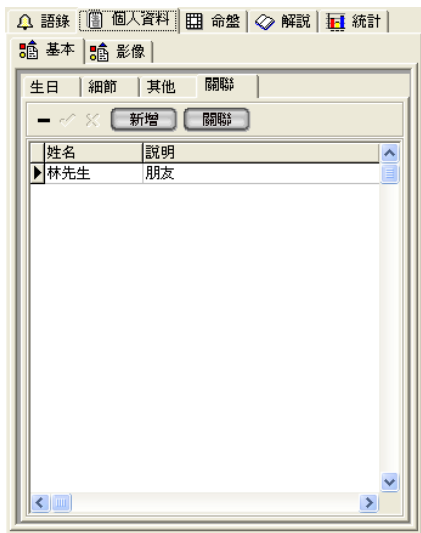 語錄 個人資料 命盤 解說 統計
基本 影像
生日 細節 其他 關聯
新增 關聯
姓名 說明
林先生 朋友